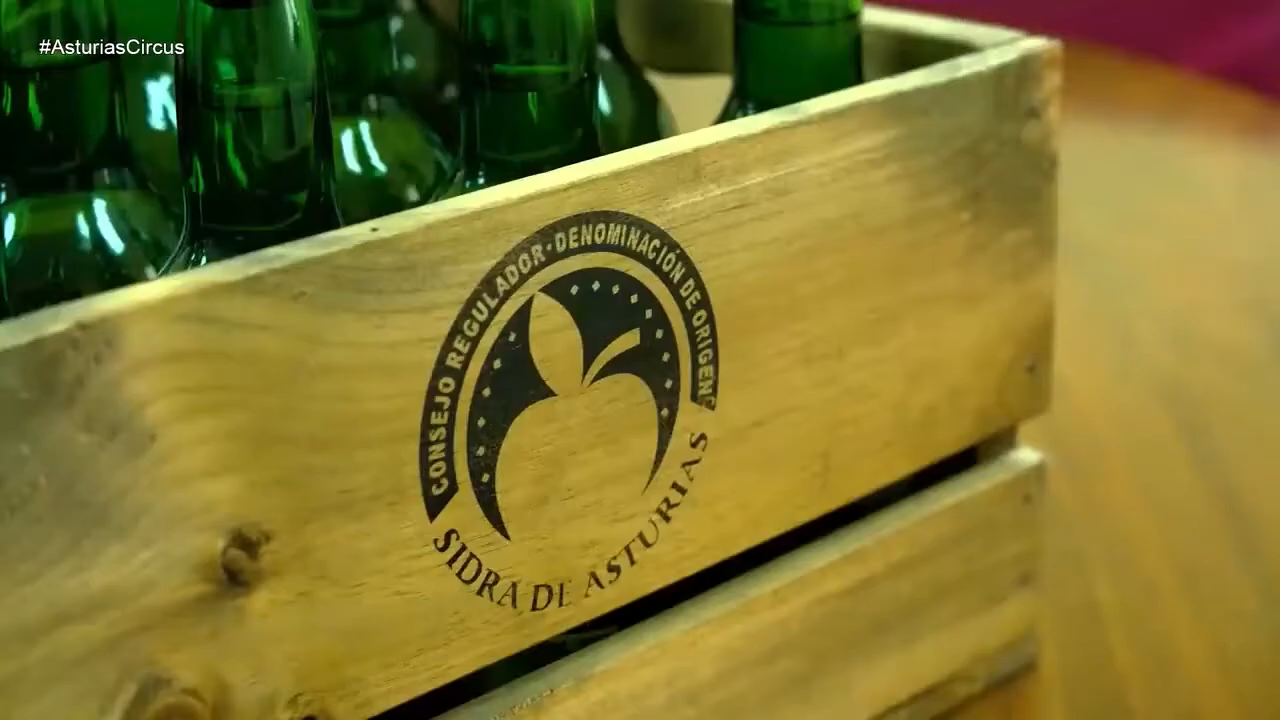 #AsturiasCircus
CONSEJO REGULADOR · DENOMINACIÓN DE ORIGEN
SIDRA DE ASTURIAS